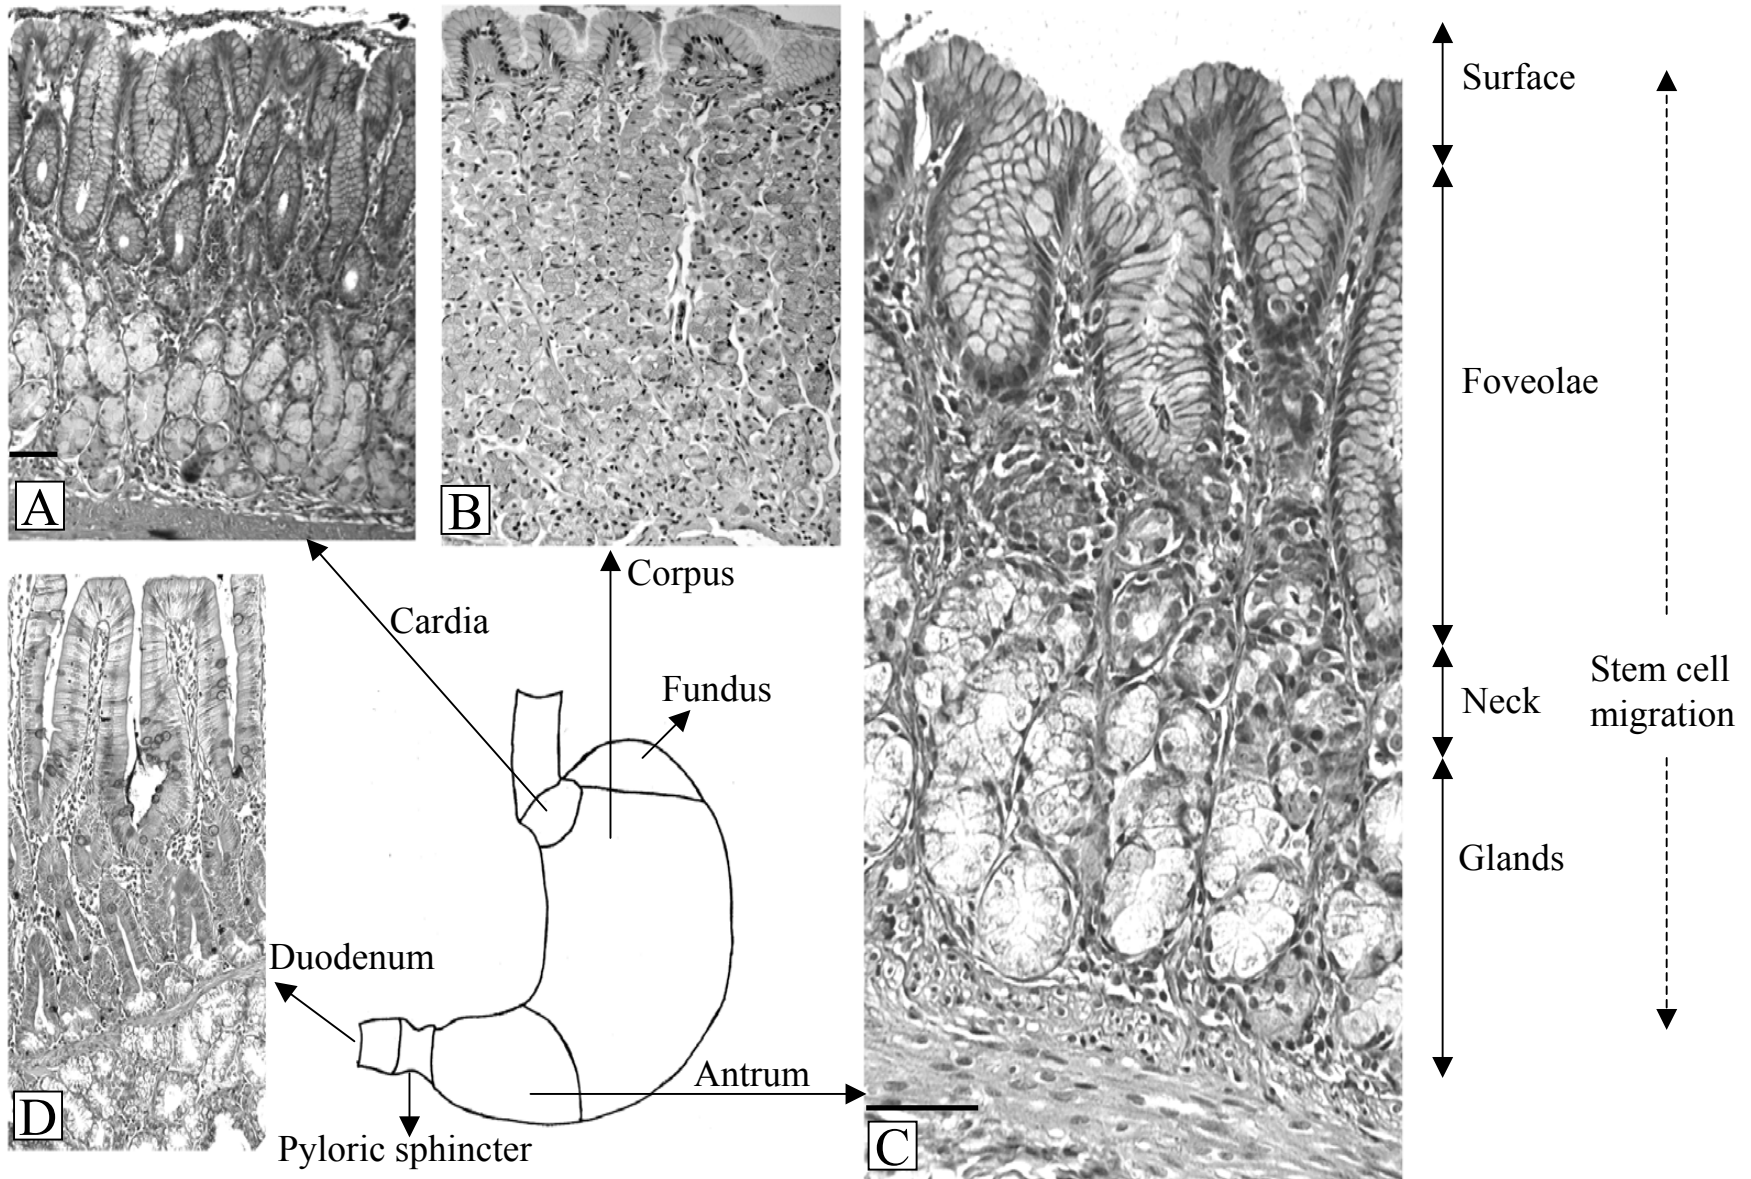 A
B
Surface
Foveolae
Corpus
Cardia
Fundus
Stem cell
migration
Neck
Glands
Duodenum
Antrum
D
Pyloric sphincter
C